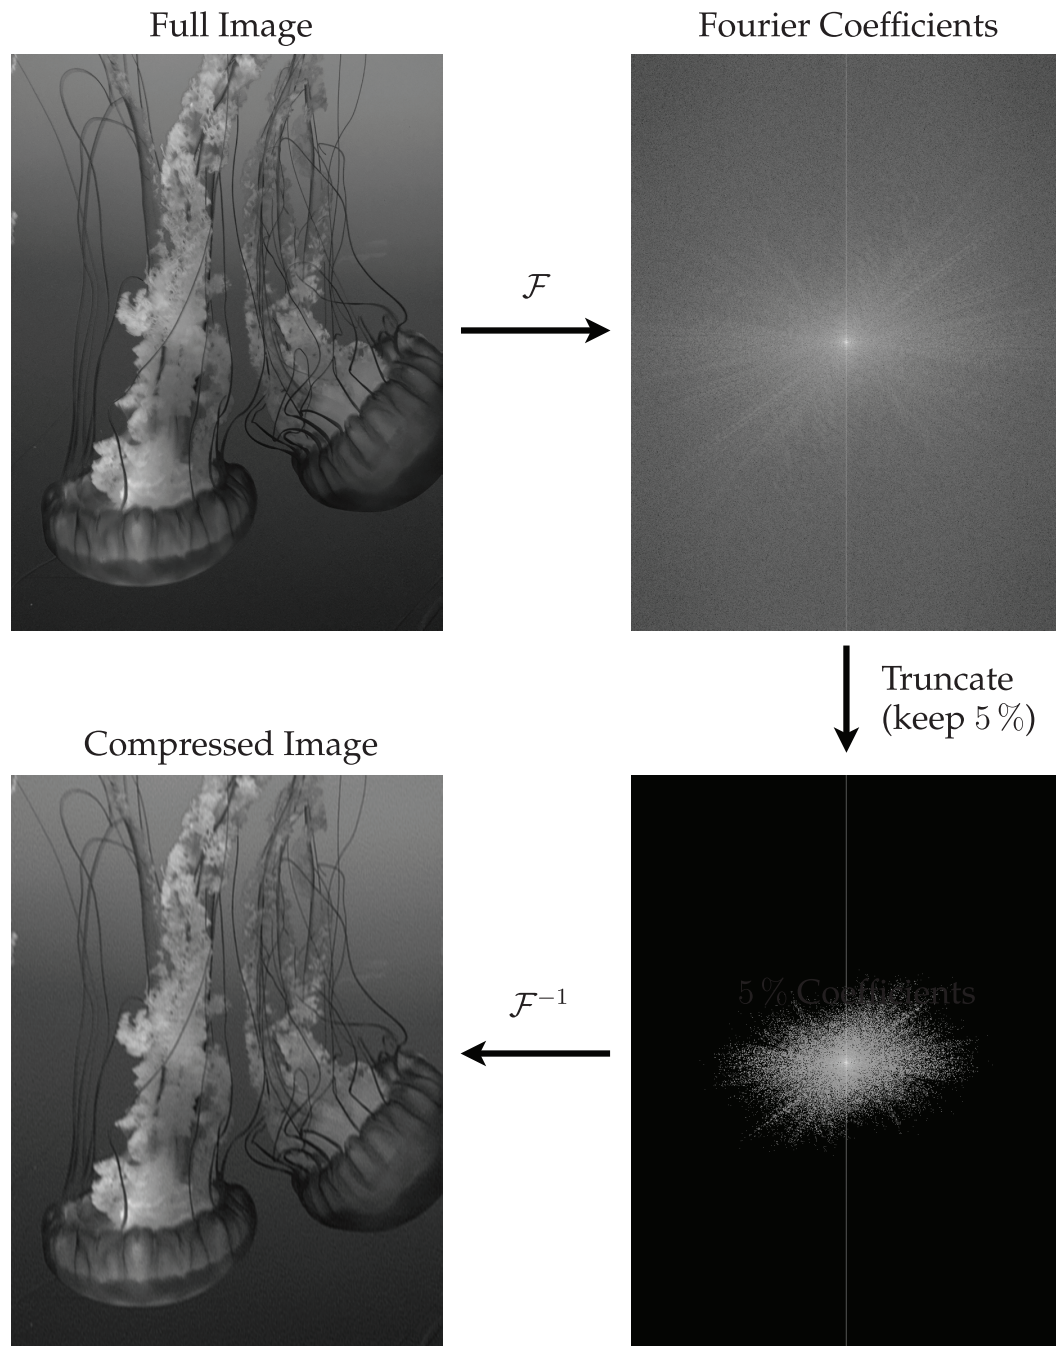 Full Image
Fourier Coefficients
ℱ
Truncate
(keep 5 %)
Compressed Image
5 % Coefficients
ℱ⁻¹